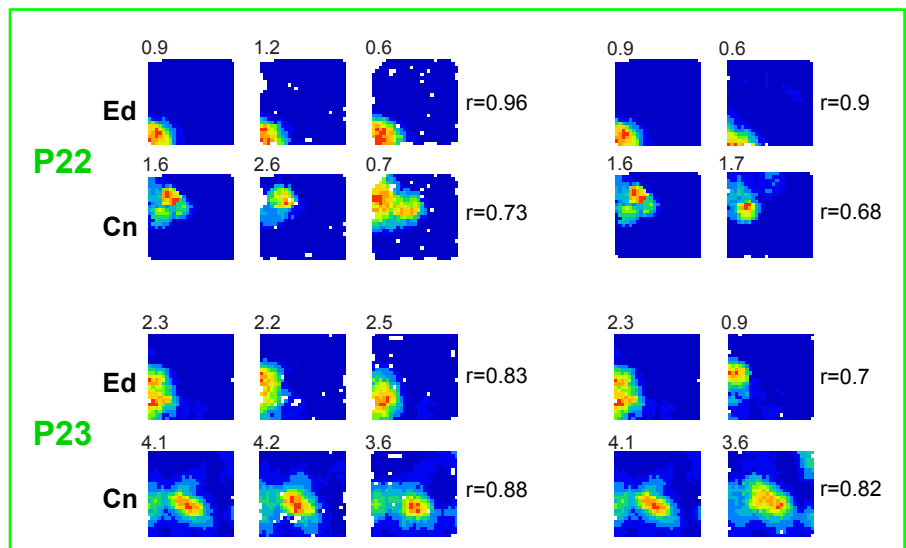 0.9 1.2 0.6 0.9 0.6
Ed r=0.96 r=0.9
P22
1.6 2.6 0.7 1.6 1.7
Cn r=0.73 r=0.68
2.3 2.2 2.5 2.3 0.9
Ed r=0.83 r=0.7
P23
4.1 4.2 3.6 4.1 3.6
Cn r=0.88 r=0.82